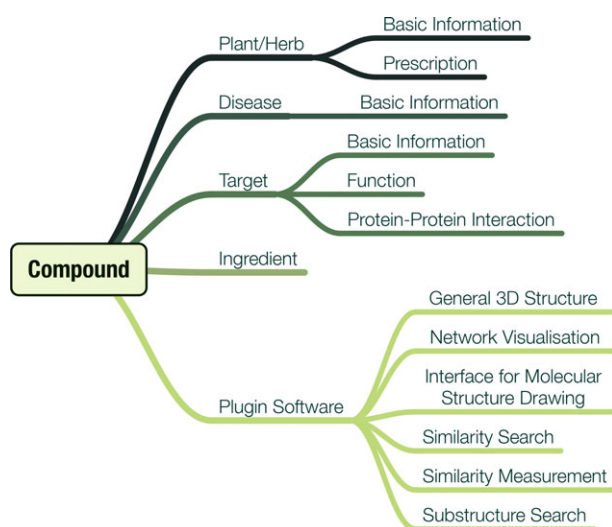 Compound
Plant/Herb
Basic Information
Prescription
Disease
Basic Information
Target
Basic Information
Function
Protein-Protein Interaction
Ingredient
Plugin Software
General 3D Structure
Network Visualisation
Interface for Molecular
Structure Drawing
Similarity Search
Similarity Measurement
Substructure Search